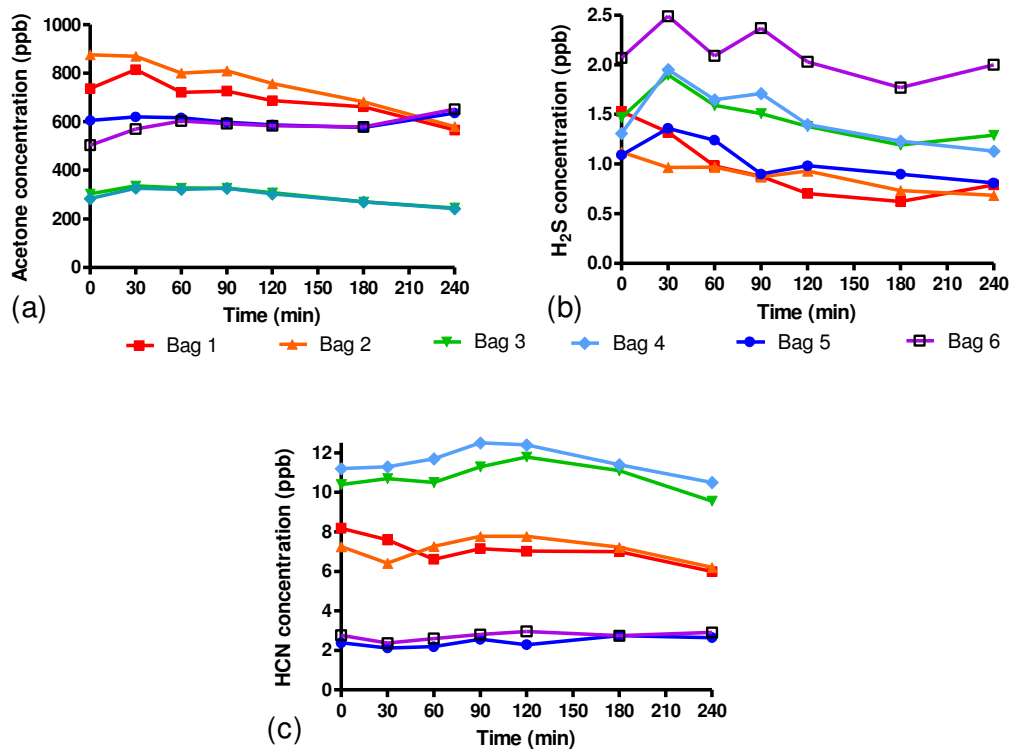 Acetone concentration (ppb)
1000
800
600
400
200
0
0 30 60 90 120 150 180 210 240
Time (min)
(a)
H₂S concentration (ppb)
2.5
2.0
1.5
1.0
0.5
0.0
0 30 60 90 120 150 180 210 240
Time (min)
(b)
Bag 1 Bag 2 Bag 3 Bag 4 Bag 5 Bag 6
HCN concentration (ppb)
12
10
8
6
4
2
0
0 30 60 90 120 150 180 210 240
Time (min)
(c)